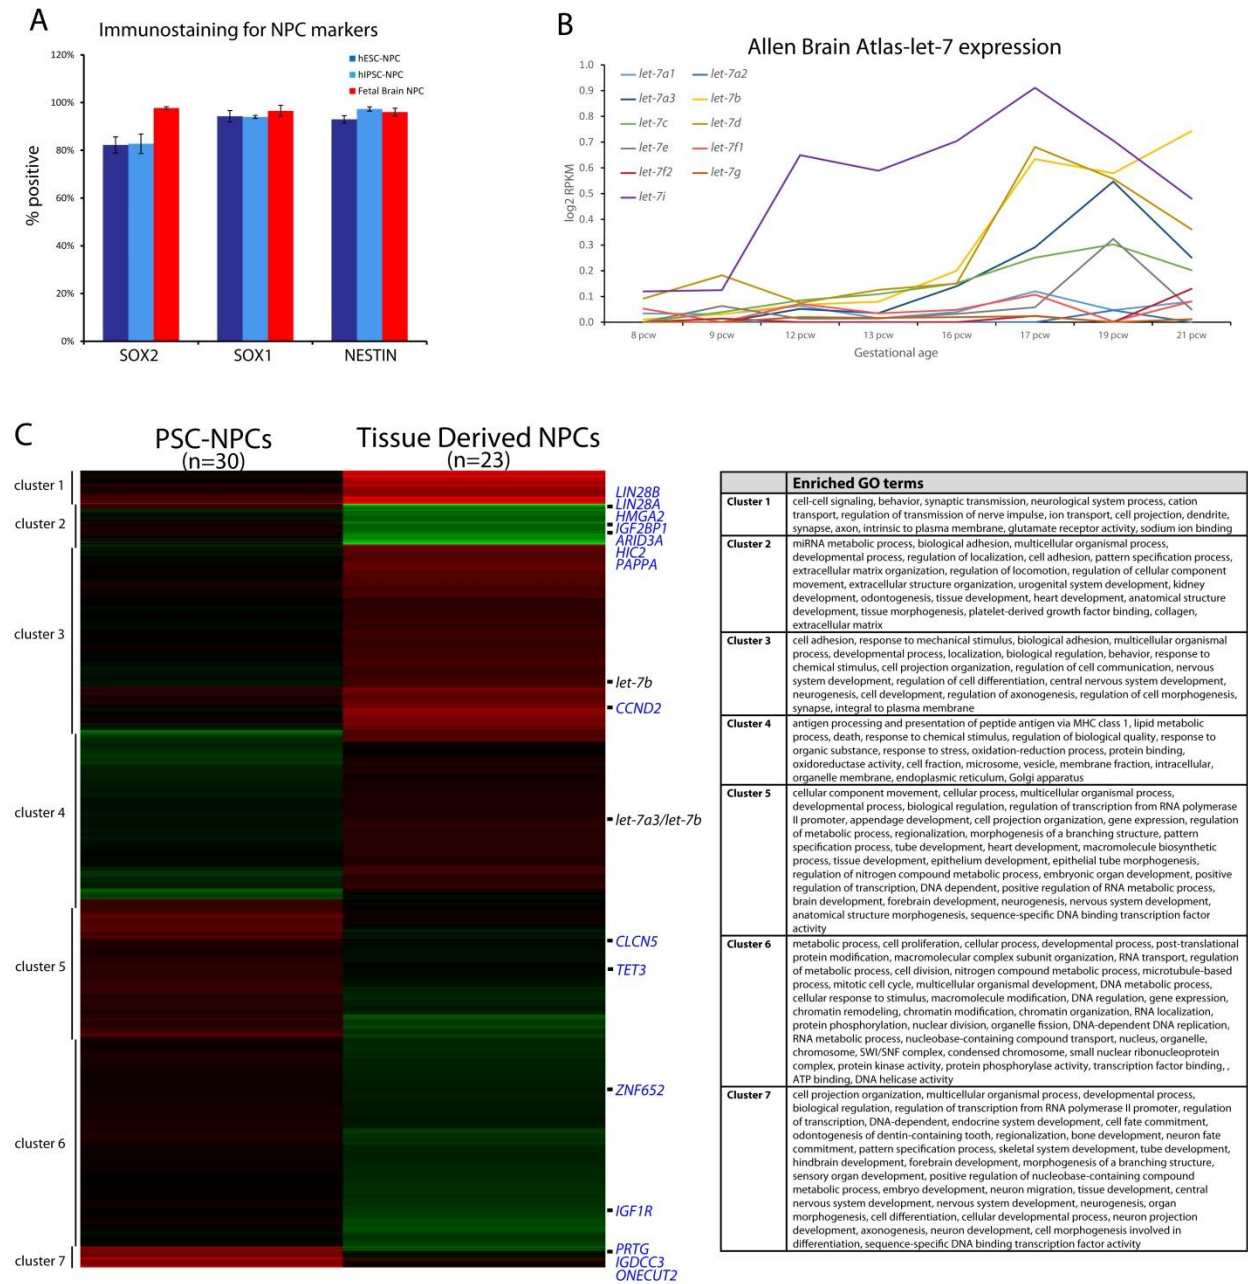 A
Immunostaining for NPC markers
120%
100%
80%
60%
40%
20%
0%
% positive
hESC-NPC
hIPSC-NPC
Fetal Brain NPC
SOX2 SOX1 NESTIN
B
Allen Brain Atlas-let-7 expression
1.0
0.9
0.8
0.7
0.6
0.5
0.4
0.3
0.2
0.1
0.0
log2 RPKM
let-7a1 let-7a2
let-7a3 let-7b
let-7c let-7d
let-7e let-7f1
let-7f2 let-7g
let-7i
8 pcw 9 pcw 12 pcw 13 pcw 16 pcw 17 pcw 19 pcw 21 pcw
Gestational age
C
PSC-NPCs Tissue Derived NPCs
(n=30) (n=23)
cluster 1
cluster 2
cluster 3
cluster 4
cluster 5
cluster 6
cluster 7
LIN28B
LIN28A
HMGA2
IGF2BP1
ARID3A
HIC2
PAPPA
let-7b
CCND2
let-7a3/let-7b
CLCN5
TET3
ZNF652
IGF1R
PRTG
IGDCC3
ONECUT2
Enriched GO terms
Cluster 1 cell-cell signaling, behavior, synaptic transmission, neurological system process, cation
transport, regulation of transmission of nerve impulse, ion transport, cell projection, dendrite,
synapse, axon, intrinsic to plasma membrane, glutamate receptor activity, sodium ion binding
Cluster 2 miRNA metabolic process, biological adhesion, multicellular organismal process,
developmental process, regulation of localization, cell adhesion, pattern specification process,
extracellular matrix organization, regulation of locomotion, regulation of cellular component
movement, extracellular structure organization, urogenital system development, kidney
development, odontogenesis, tissue development, heart development, anatomical structure
development, tissue morphogenesis, platelet-derived growth factor binding, collagen,
extracellular matrix
Cluster 3 cell adhesion, response to mechanical stimulus, biological adhesion, multicellular organismal
process, developmental process, localization, biological regulation, behavior, response to
chemical stimulus, cell projection organization, regulation of cell communication, nervous
system development, regulation of cell differentiation, central nervous system development,
neurogenesis, cell development, regulation of axonogenesis, regulation of cell morphogenesis,
synapse, integral to plasma membrane
Cluster 4 antigen processing and presentation of peptide antigen via MHC class 1, lipid metabolic
process, death, response to chemical stimulus, regulation of biological quality, response to
organic substance, response to stress, oxidation-reduction process, protein binding,
oxidoreductase activity, cell fraction, microsome, vesicle, membrane fraction, intracellular,
organelle membrane, endoplasmic reticulum, Golgi apparatus
Cluster 5 cellular component movement, cellular process, multicellular organismal process,
developmental process, biological regulation, regulation of transcription from RNA polymerase
II promoter, appendage development, cell projection organization, gene expression, regulation
of metabolic process, regionalization, morphogenesis of a branching structure, pattern
specification process, tube development, heart development, macromolecule biosynthetic
process, tissue development, epithelium development, epithelial tube morphogenesis,
regulation of nitrogen compound metabolic process, embryonic organ development, positive
regulation of transcription, DNA dependent, positive regulation of RNA metabolic process,
brain development, forebrain development, neurogenesis, nervous system development,
anatomical structure morphogenesis, sequence-specific DNA binding transcription factor
activity
Cluster 6 metabolic process, cell proliferation, cellular process, developmental process, post-translational
protein modification, macromolecular complex subunit organization, RNA transport, regulation
of metabolic process, cell division, nitrogen compound metabolic process, microtubule-based
process, mitotic cell cycle, multicellular organismal development, DNA metabolic process,
cellular response to stimulus, macromolecule modification, DNA regulation, gene expression,
chromatin remodeling, chromatin modification, chromatin organization, RNA localization,
protein phosphorylation, nuclear division, organelle fission, DNA-dependent DNA replication,
RNA metabolic process, nucleobase-containing compound transport, nucleus, organelle,
chromosome, SWI/SNF complex, condensed chromosome, small nuclear ribonucleoprotein
complex, protein kinase activity, protein phosphorylase activity, transcription factor binding, ,
ATP binding, DNA helicase activity
Cluster 7 cell projection organization, multicellular organismal process, developmental process,
biological regulation, regulation of transcription from RNA polymerase II promoter, regulation
of transcription, DNA-dependent, endocrine system development, cell fate commitment,
odontogenesis of dentin-containing tooth, regionalization, bone development, neuron fate
commitment, pattern specification process, skeletal system development, tube development,
hindbrain development, forebrain development, morphogenesis of a branching structure,
sensory organ development, positive regulation of nucleobase-containing compound
metabolic process, embryo development, neuron migration, tissue development, central
nervous system development, nervous system development, neurogenesis, organ
morphogenesis, cell differentiation, cellular developmental process, neuron projection
development, axonogenesis, neuron development, cell morphogenesis involved in
differentiation, sequence-specific DNA binding transcription factor activity